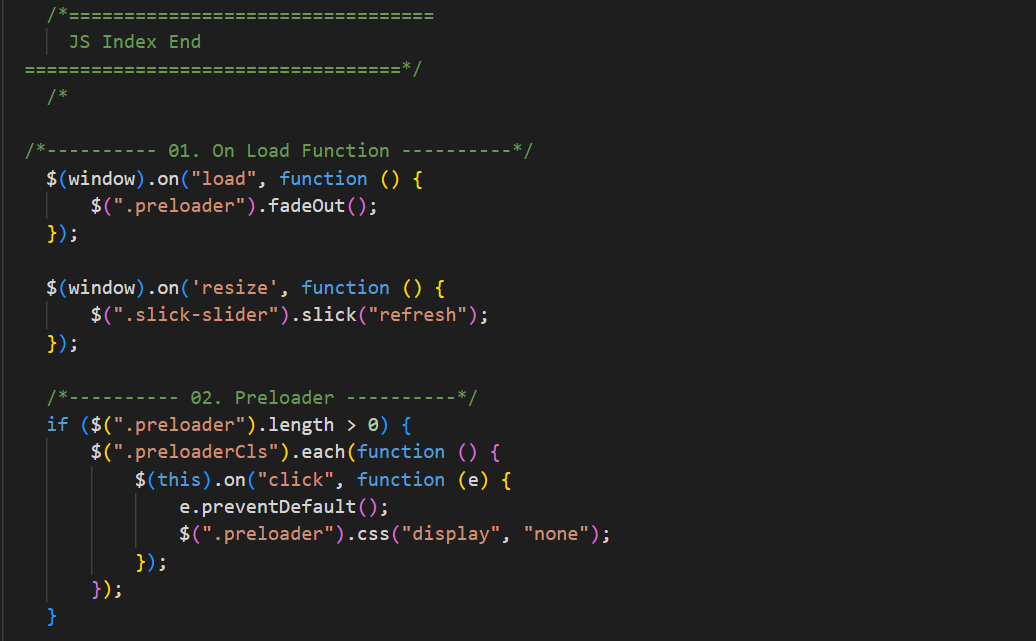 /*=================================
JS Index End
==================================*/
/*
/*---------- 01. On Load Function ----------*/
$(window).on("load", function () {
$(".preloader").fadeOut();
});
$(window).on('resize', function () {
$(".slick-slider").slick("refresh");
});
/*---------- 02. Preloader ----------*/
if ($(".preloader").length > 0) {
$(".preloaderCls").each(function () {
$(this).on("click", function (e) {
e.preventDefault();
$(".preloader").css("display", "none");
});
});
}